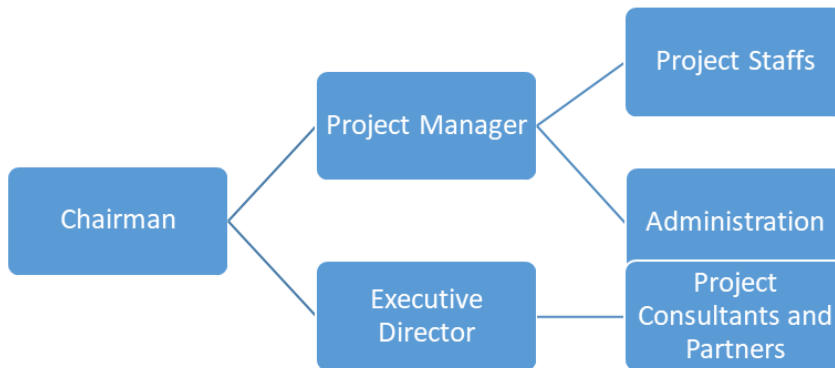 Project Staffs
Project Manager
Chairman
Administration
Executive
Director
Project
Consultants and
Partners